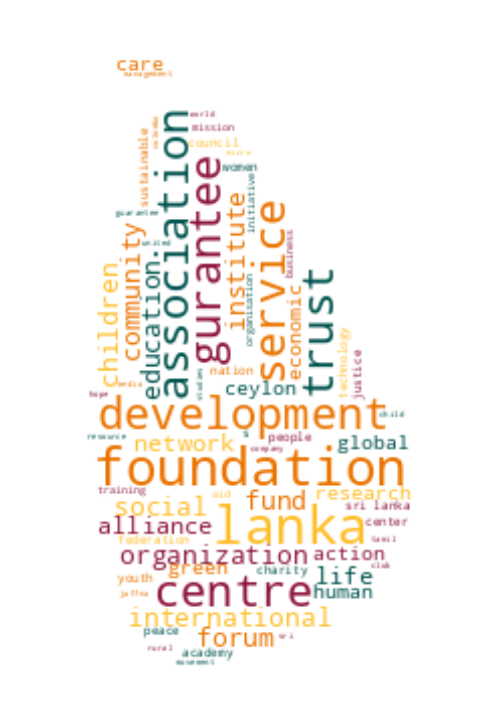 care
management
world
mission
association
sustainable
colombo
council
micro
gurantee
women
initiative
institute
service
guarantee
community
united
education.
business
children
organisation
trust
economic
technology
justice
nation
media
studies
ceylon
hope
development
child
resource
network
s
people
global
company
foundation
training
aid
research
social
fund
sri lanka
lanka
alliance
center
federation
tamil
organization
action
green
charity
club
youth
life
jaffna
centre
human
international
peace
forum
sri
rural
academy
movement